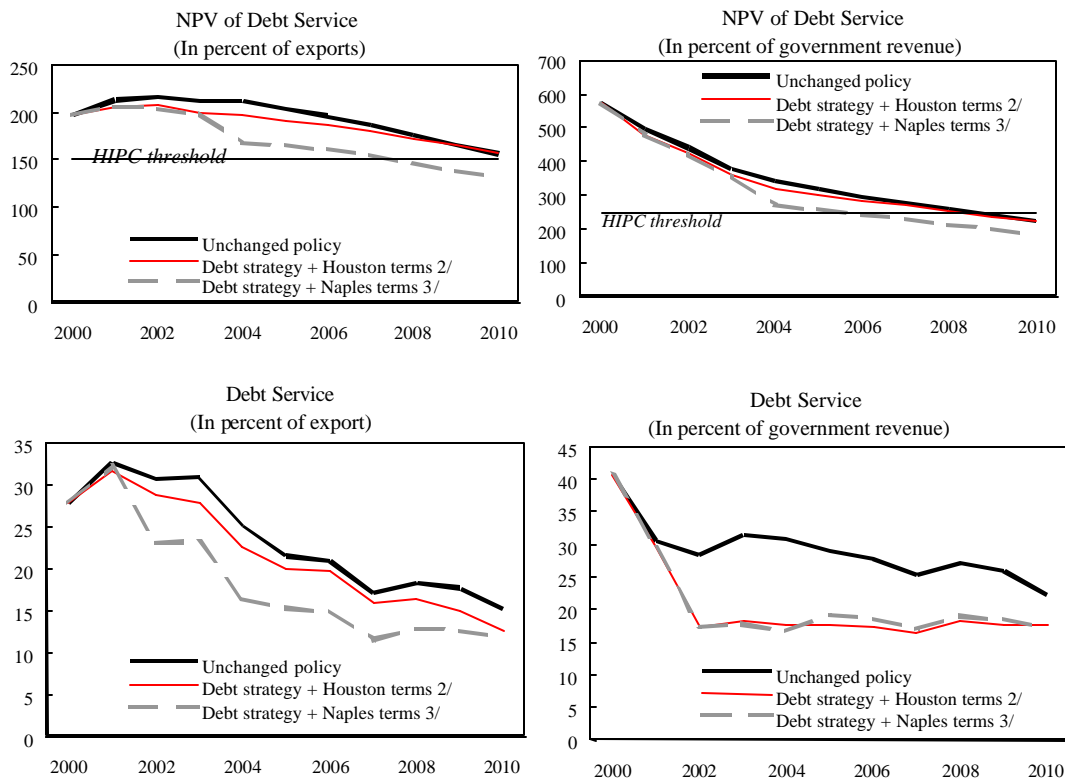 NPV of Debt Service
(In percent of exports)
250
200
150
100
50
0
HIPC threshold
Unchanged policy
Debt strategy + Houston terms 2/
Debt strategy + Naples terms 3/
2000 2002 2004 2006 2008 2010
NPV of Debt Service
(In percent of government revenue)
700
600
500
400
300
200
100
0
Unchanged policy
Debt strategy + Houston terms 2/
Debt strategy + Naples terms 3/
HIPC threshold
2000 2002 2004 2006 2008 2010
Debt Service
(In percent of export)
35
30
25
20
15
10
5
0
Unchanged policy
Debt strategy + Houston terms 2/
Debt strategy + Naples terms 3/
2000 2002 2004 2006 2008 2010
Debt Service
(In percent of government revenue)
45
40
35
30
25
20
15
10
5
0
Unchanged policy
Debt strategy + Houston terms 2/
Debt strategy + Naples terms 3/
2000 2002 2004 2006 2008 2010